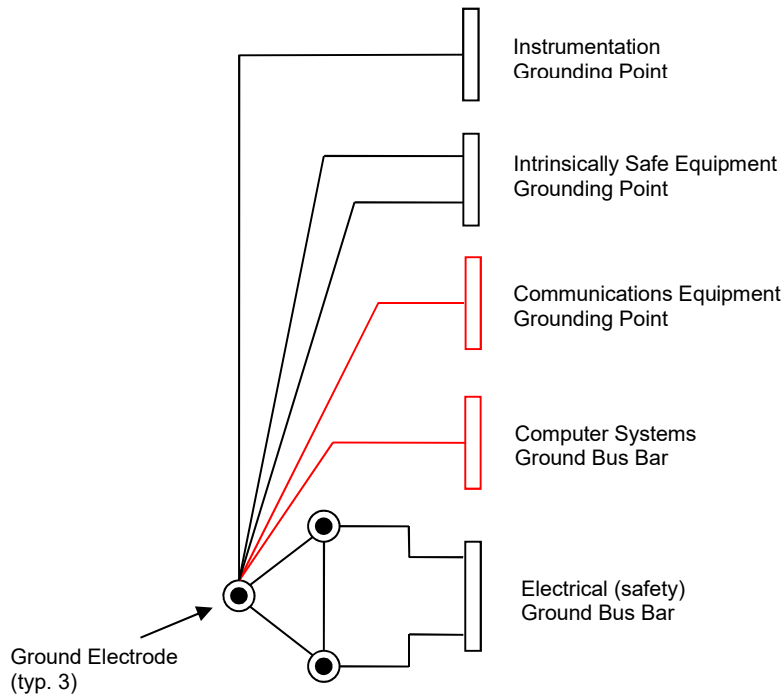 Instrumentation
Grounding Point
Intrinsically Safe Equipment
Grounding Point
Communications Equipment
Grounding Point
Computer Systems
Ground Bus Bar
Electrical (safety)
Ground Bus Bar
Ground Electrode
(typ. 3)